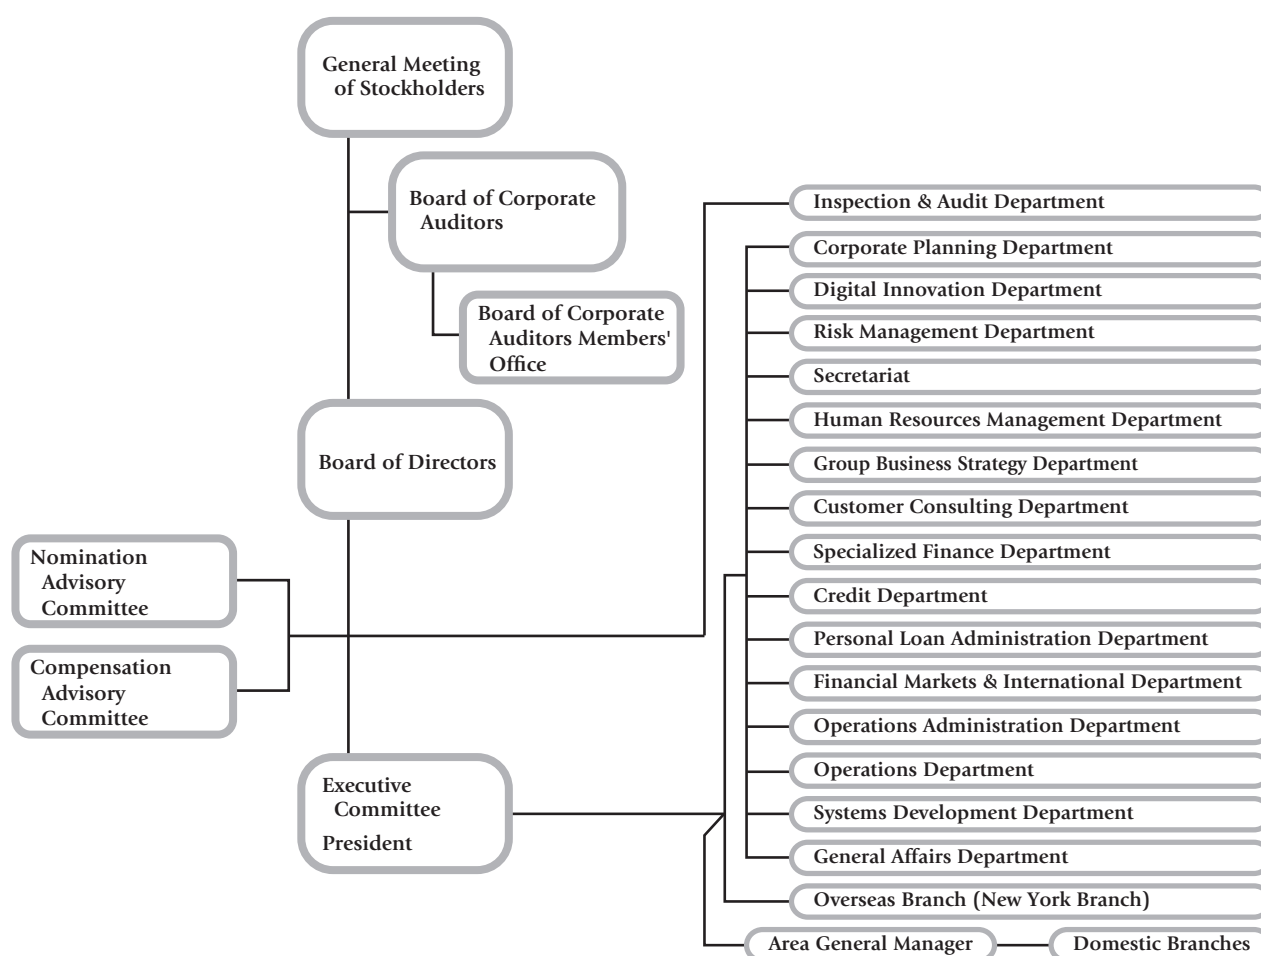 General Meeting
of Stockholders
Board of Corporate
Auditors
Board of Corporate
Auditors Members'
Office
Board of Directors
Nomination
Advisory
Committee
Compensation
Advisory
Committee
Executive
Committee
President
Inspection & Audit Department
Corporate Planning Department
Digital Innovation Department
Risk Management Department
Secretariat
Human Resources Management Department
Group Business Strategy Department
Customer Consulting Department
Specialized Finance Department
Credit Department
Personal Loan Administration Department
Financial Markets & International Department
Operations Administration Department
Operations Department
Systems Development Department
General Affairs Department
Overseas Branch (New York Branch)
Area General Manager
Domestic Branches